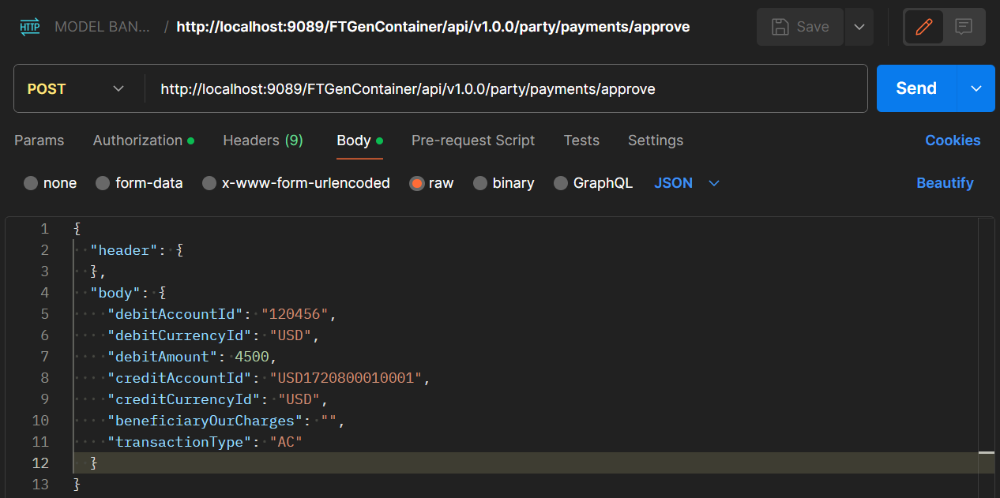 HTTP MODEL BAN... / http://localhost:9089/FTGenContainer/api/v1.0.0/party/payments/approve Save
POST http://localhost:9089/FTGenContainer/api/v1.0.0/party/payments/approve Send
Params Authorization Headers (9) Body Pre-request Script Tests Settings Cookies
none form-data x-www-form-urlencoded raw binary GraphQL JSON Beautify
1 {
2   "header": {
3   },
4   "body": {
5     "debitAccountId": "120456",
6     "debitCurrencyId": "USD",
7     "debitAmount": 4500,
8     "creditAccountId": "USD1720800010001",
9     "creditCurrencyId": "USD",
10     "beneficiaryOurCharges": "",
11     "transactionType": "AC"
12   }
13 }